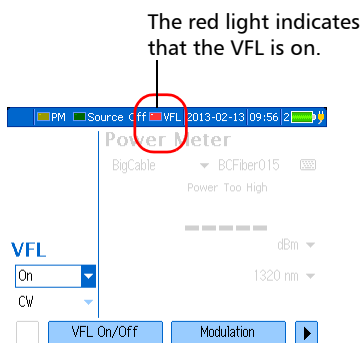 The red light indicates
that the VFL is on.
PM Source Off VFL 2013-02-13 09:56 2
Power Meter
BigCable BCFiber015
Power Too High
-----
dBm
VFL
On
1320 nm
CW
VFL On/Off Modulation